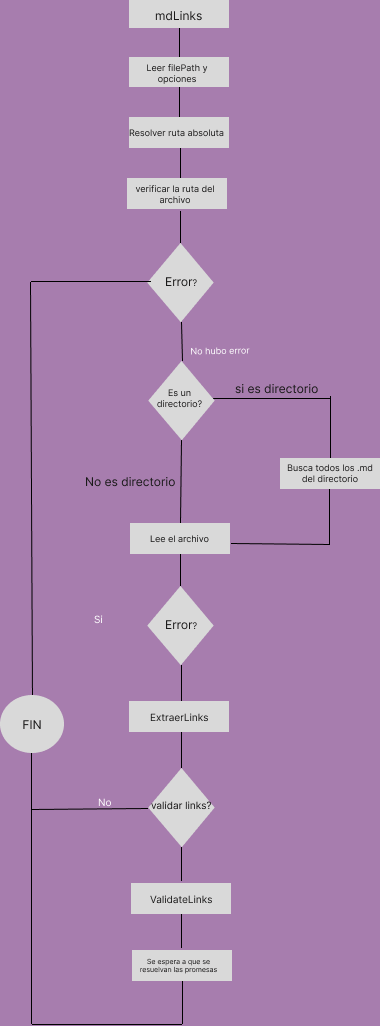 mdLinks
Leer filePath y
opciones
Resolver ruta absoluta
verificar la ruta del
archivo
Error?
No hubo error
Es un
directorio?
si es directorio
Busca todos los .md
del directorio
No es directorio
Lee el archivo
Error?
Sí
ExtraerLinks
FIN
validar links?
No
ValidateLinks
Se espera a que se
resuelvan las promesas